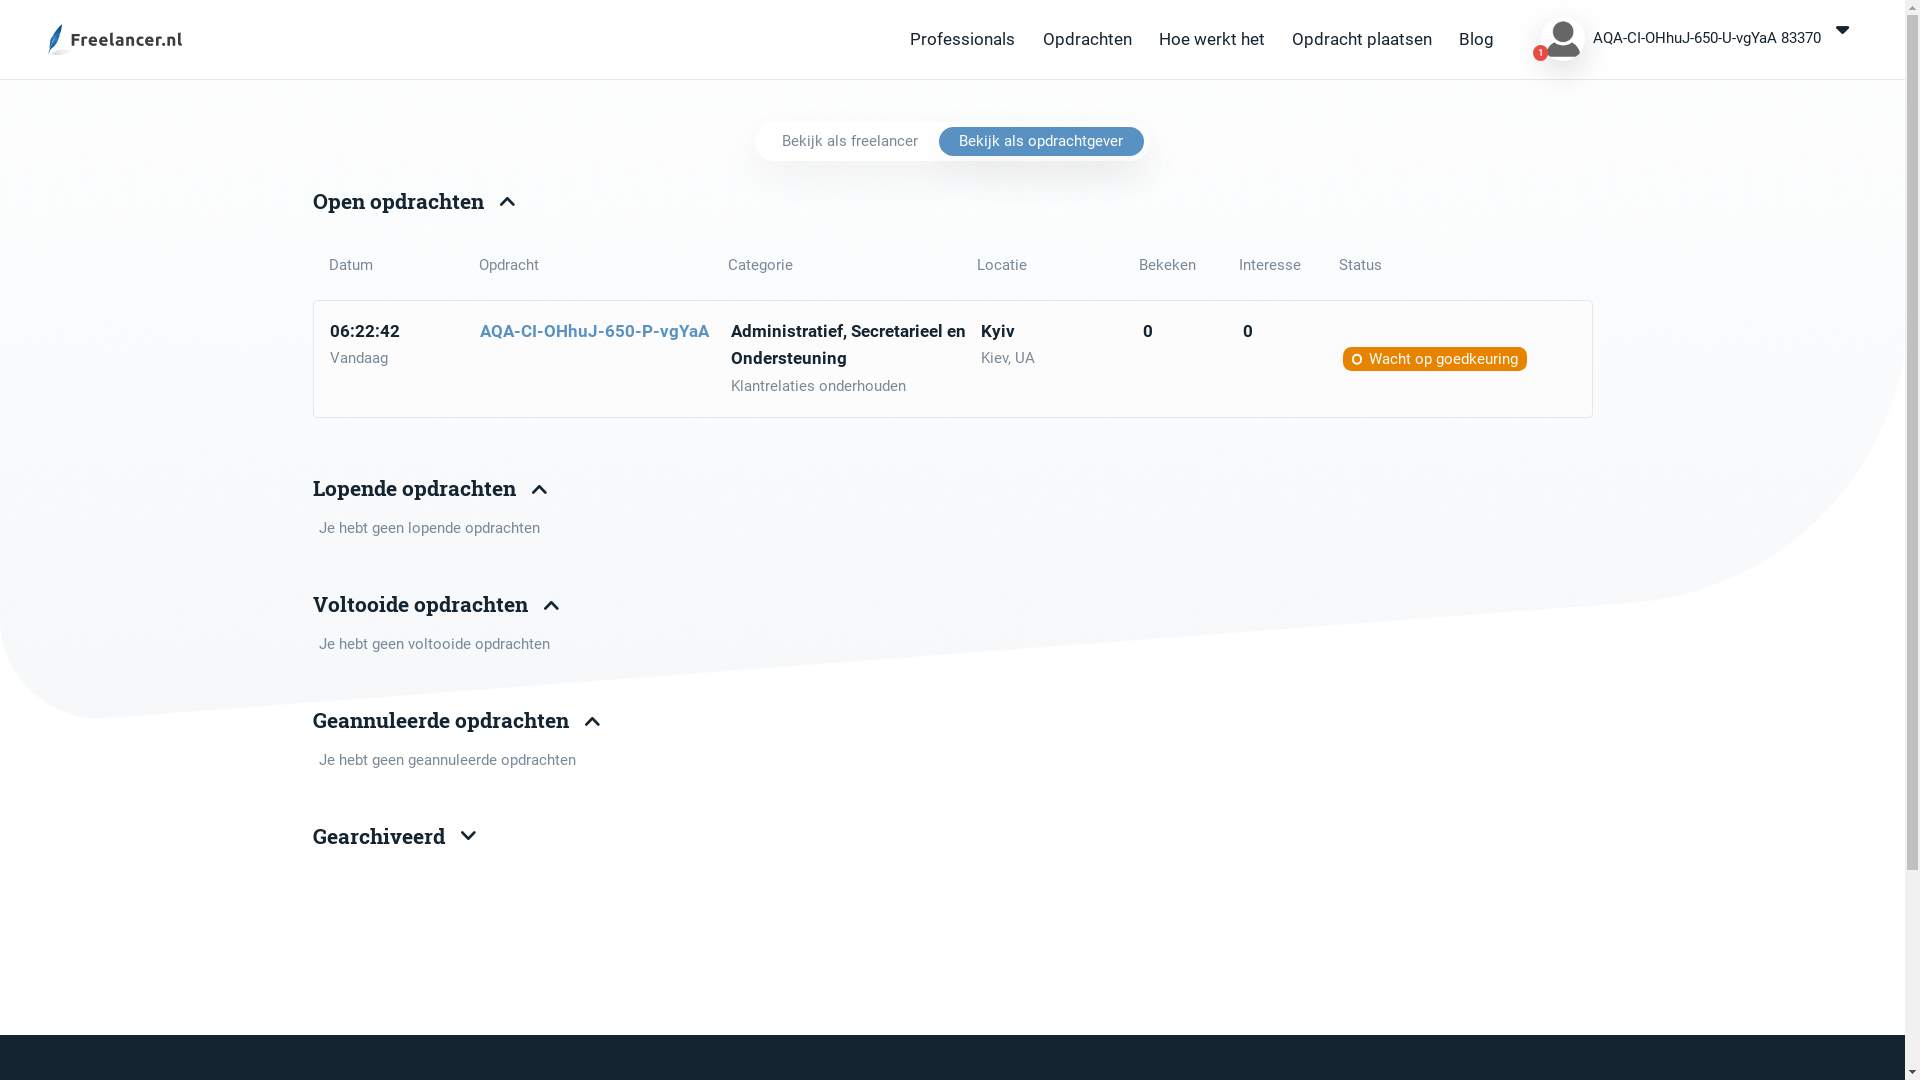 Freelancer.nl
Professionals
Opdrachten
Hoe werkt het
Opdracht plaatsen
Blog
1
AQA-CI-OHhuJ-650-U-vgYaA 83370
Bekijk als freelancer
Bekijk als opdrachtgever
Open opdrachten
Datum
Opdracht
Categorie
Locatie
Bekeken
Interesse
Status
06:22:42
Vandaag
AQA-CI-OHhuJ-650-P-vgYaA
Administratief, Secretarieel en
Ondersteuning
Klantrelaties onderhouden
Kyiv
Kiev, UA
0
0
Wacht op goedkeuring
Lopende opdrachten
Je hebt geen lopende opdrachten
Voltooide opdrachten
Je hebt geen voltooide opdrachten
Geannuleerde opdrachten
Je hebt geen geannuleerde opdrachten
Gearchiveerd